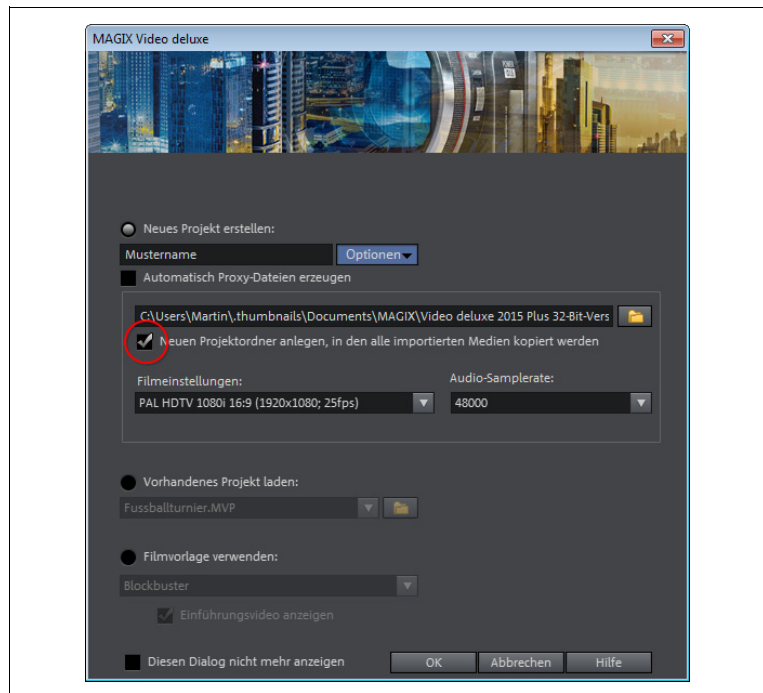 MAGIX Video deluxe
Neues Projekt erstellen:
Mustername
Optionen
Automatisch Proxy-Dateien erzeugen
C:\Users\Martin\.thumbnails\Documents\MAGIX\Video deluxe 2015 Plus 32-Bit-Vers
Neuen Projektordner anlegen, in den alle importierten Medien kopiert werden
Filmeinstellungen:
Audio-Samplerate:
PAL HDTV 1080i 16:9 (1920x1080; 25fps)
48000
Vorhandenes Projekt laden:
Fussballturnier.MVP
Filmvorlage verwenden:
Blockbuster
Einführungsvideo anzeigen
Diesen Dialog nicht mehr anzeigen
OK
Abbrechen
Hilfe